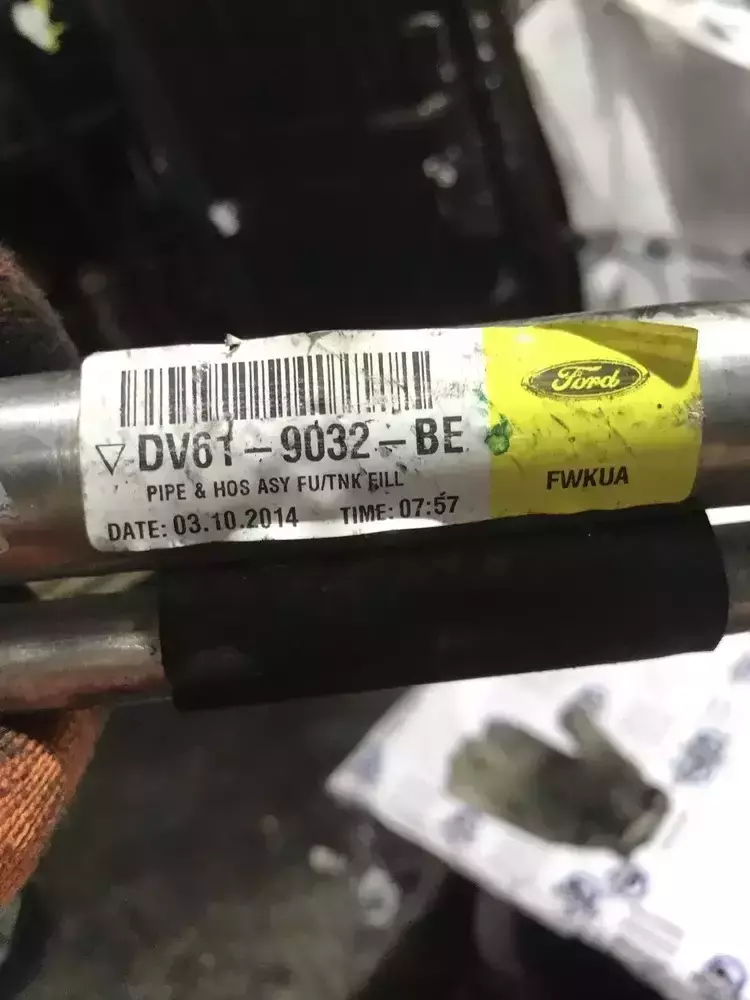 DV61-9032-BE
PIPE & HOS ASY FU/TNK FILL
DATE: 03.10.2014 TIME: 07:57
Ford
FWKUA